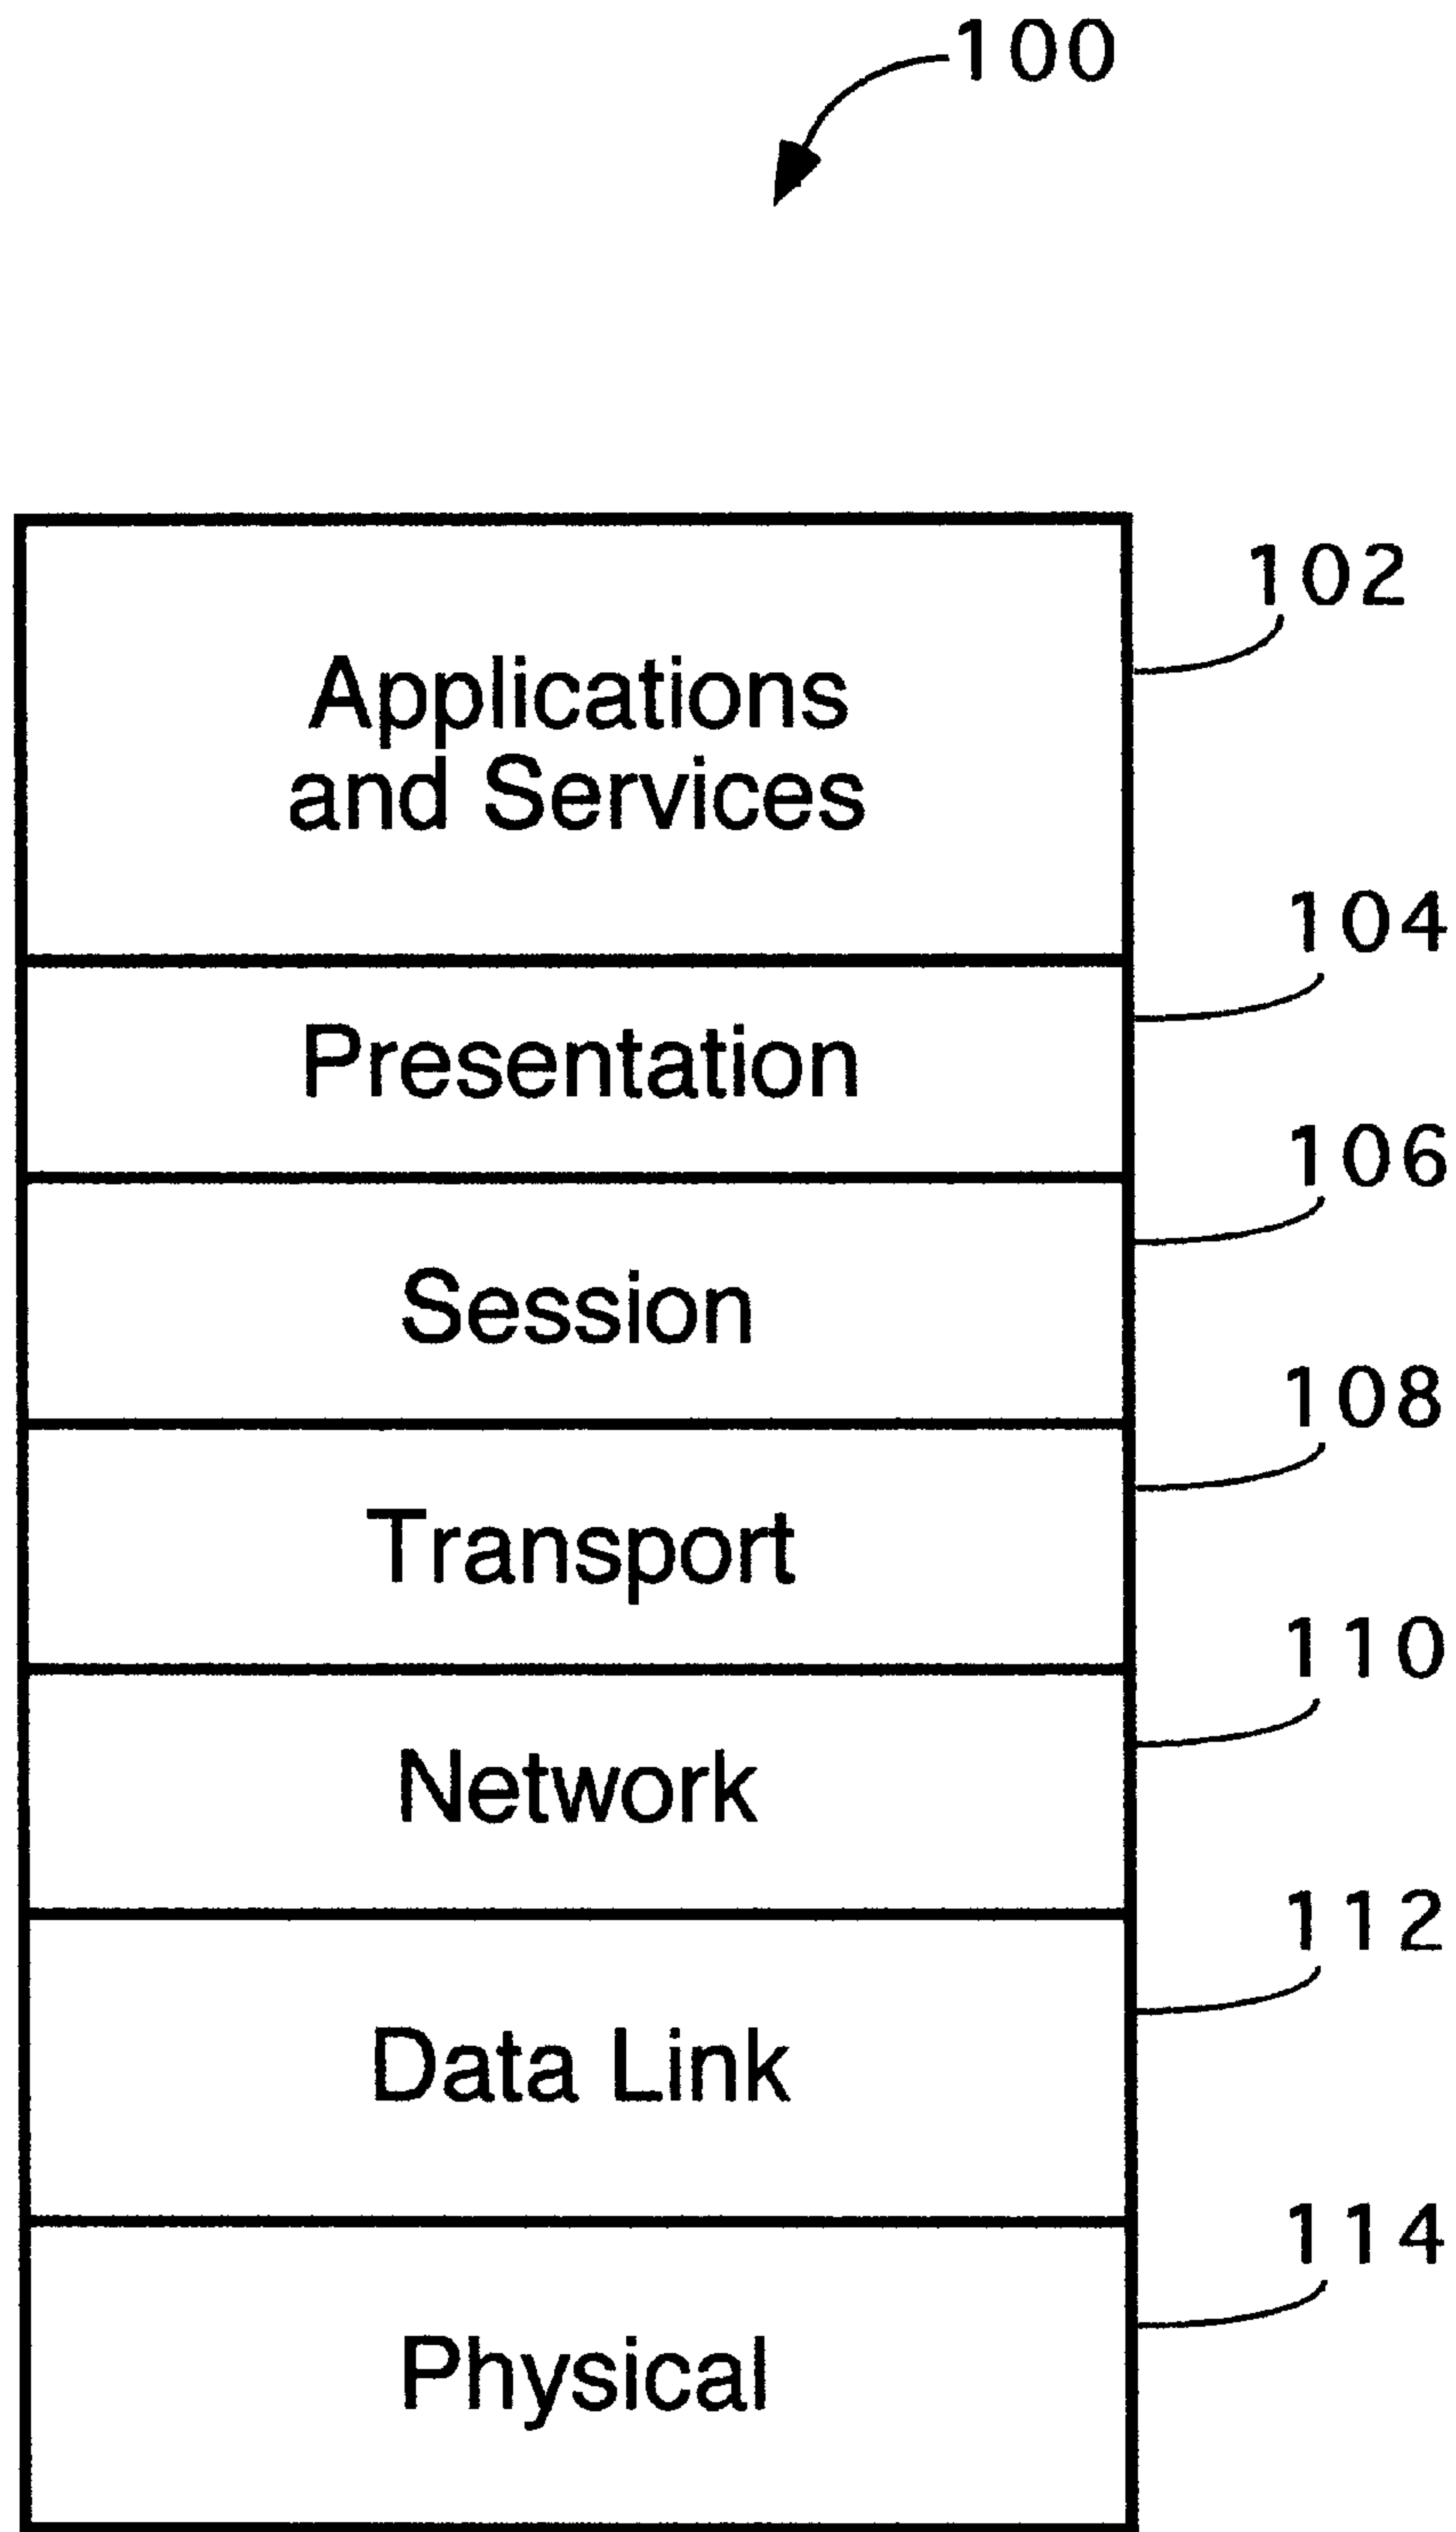 100
102
Applications
and Services
104
Presentation
106
Session
108
Transport
110
Network
112
Data Link
114
Physical